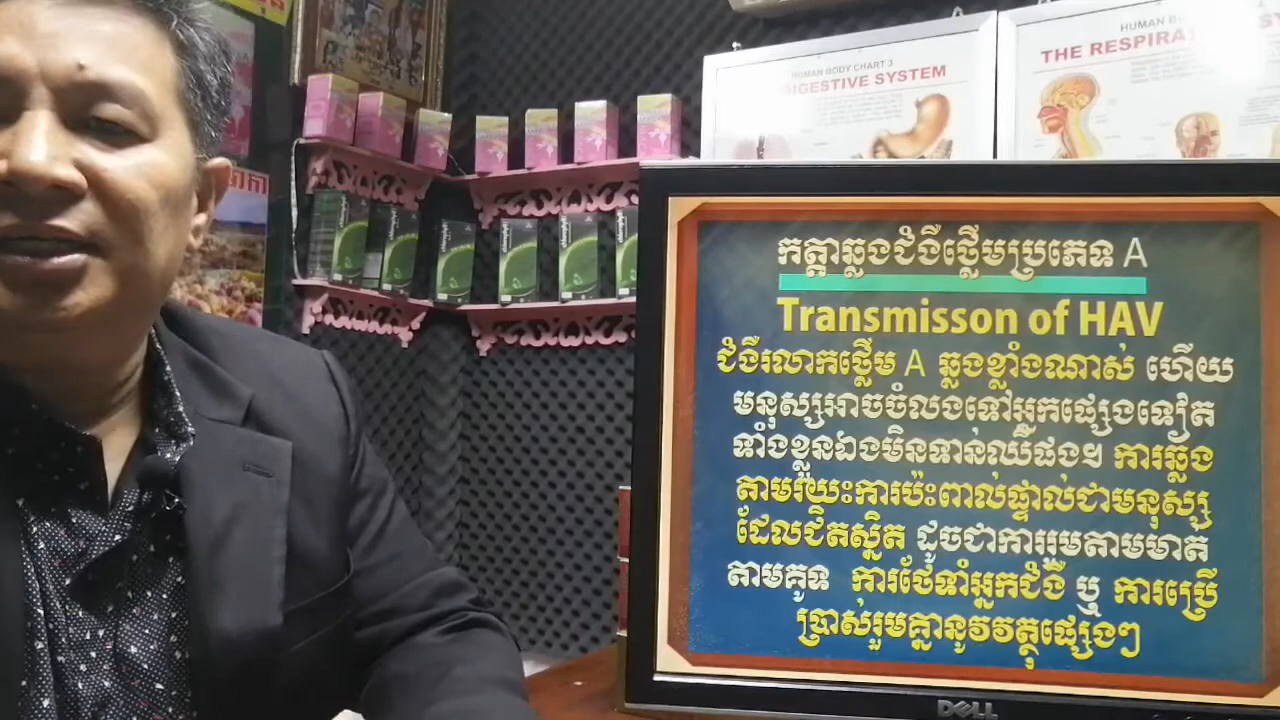 HUMAN BODY CHART 3
DIGESTIVE SYSTEM
THE RESPIRA
កត្តាឆ្លងជំងឺថ្លើមប្រភេទ A
Transmisson of HAV
ជំងឺរលាកថ្លើម A ឆ្លងខ្លាំងណាស់ ហើយ
មនុស្សអាចចំលងទៅអ្នកផ្សេងទៀត
ទាំងខ្លួនឯងមិនទាន់ឈឺផង។ ការឆ្លង
តាមរយៈការប៉ះពាល់ផ្ទាល់ជាមនុស្ស
ដែលជិតស្និត ដូចជាការរួមតាមមាត់
តាមគូទ ការថែទាំអ្នកជំងឺ ឬ ការប្រើ
ប្រាស់រួមគ្នានូវវត្ថុផ្សេងៗ
DELL